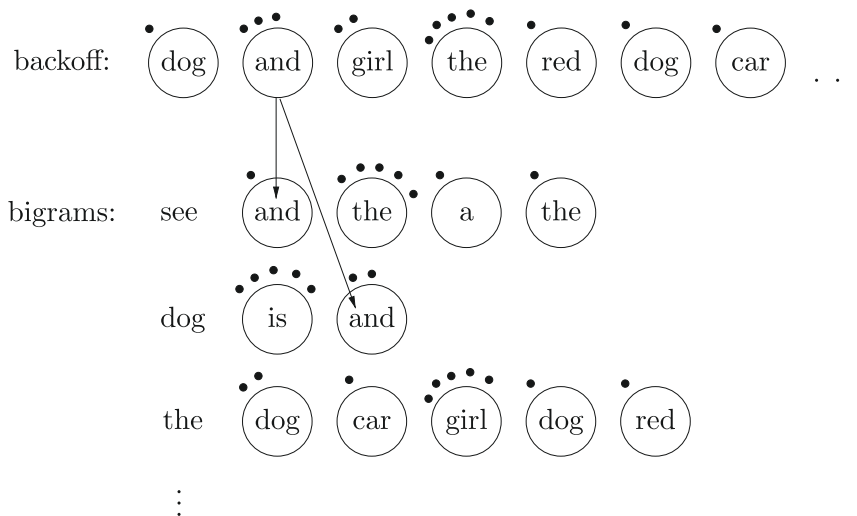 backoff: dog and girl the red dog car . .
bigrams: see and the a the
dog is and
the dog car girl dog red
⋮